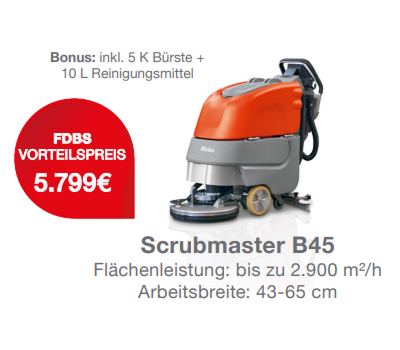 Bonus: inkl. 5 K Bürste +
10 L Reinigungsmittel
FDBS
VORTEILSPREIS
5.799€
Hako
Scrubmaster B45
Flächenleistung: bis zu 2.900 m²/h
Arbeitsbreite: 43-65 cm